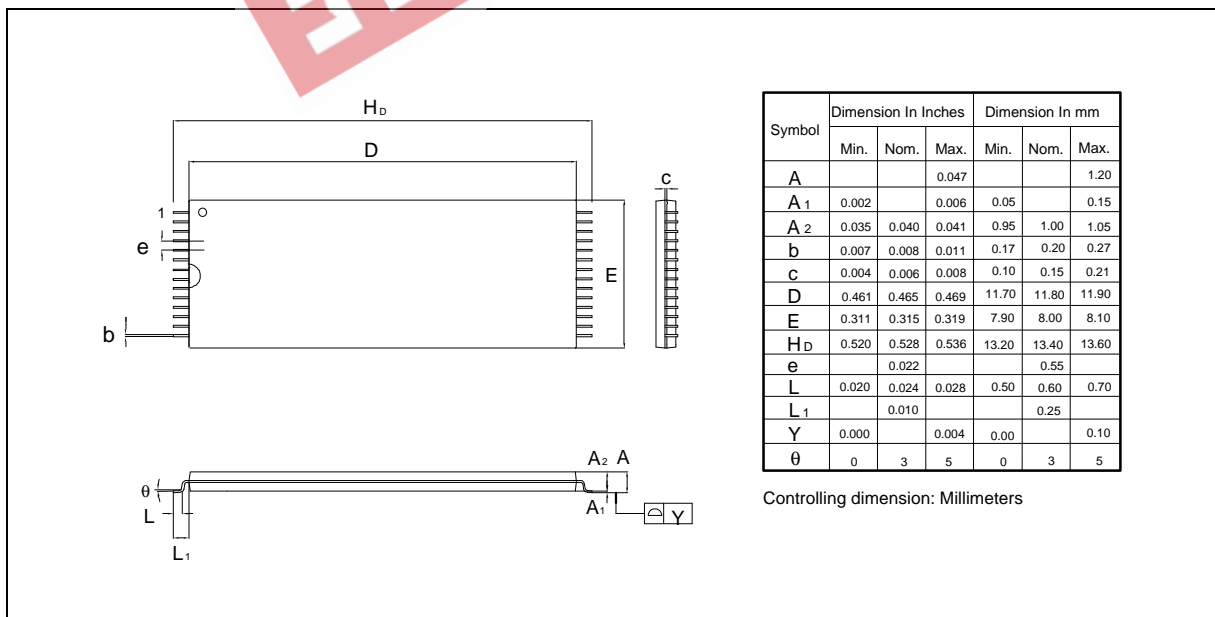 HD
D
c
1
e
E
b
A2 A
θ
L
A1
Y
L1
Symbol Dimension In Inches Dimension In mm
Min. Nom. Max. Min. Nom. Max.
A 0.047 1.20
A1 0.002 0.006 0.05 0.15
A2 0.035 0.040 0.041 0.95 1.00 1.05
b 0.007 0.008 0.011 0.17 0.20 0.27
c 0.004 0.006 0.008 0.10 0.15 0.21
D 0.461 0.465 0.469 11.70 11.80 11.90
E 0.311 0.315 0.319 7.90 8.00 8.10
HD 0.520 0.528 0.536 13.20 13.40 13.60
e 0.022 0.55
L 0.020 0.024 0.028 0.50 0.60 0.70
L1 0.010 0.25
Y 0.000 0.004 0.00 0.10
θ 0 3 5 0 3 5
Controlling dimension: Millimeters